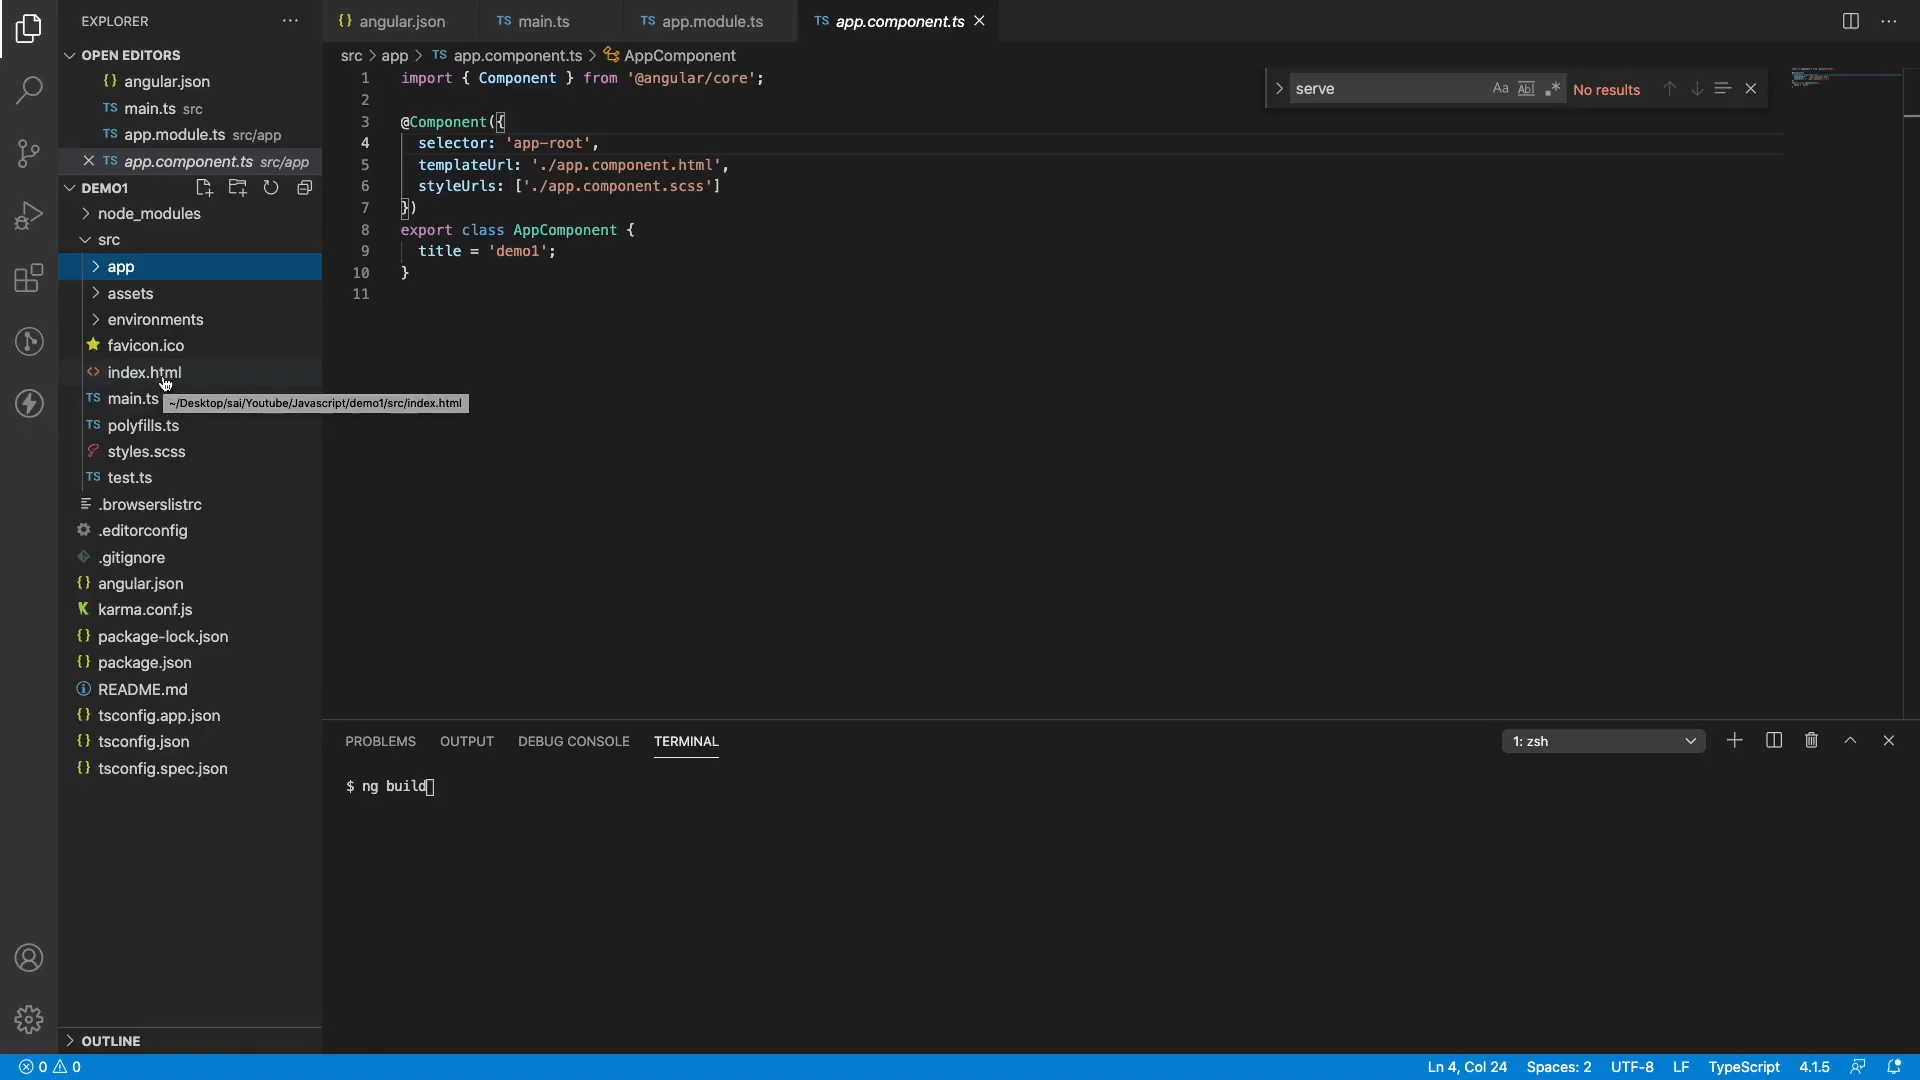 EXPLORER
OPEN EDITORS
{} angular.json
TS main.ts src
TS app.module.ts src/app
TS app.component.ts src/app
DEMO1
node_modules
src
app
assets
environments
favicon.ico
<> index.html
TS main.ts
~/Desktop/sai/Youtube/Javascript/demo1/src/index.html
TS polyfills.ts
styles.scss
TS test.ts
.browserslistrc
.editorconfig
.gitignore
{} angular.json
K karma.conf.js
{} package-lock.json
{} package.json
README.md
{} tsconfig.app.json
{} tsconfig.json
{} tsconfig.spec.json
OUTLINE
{} angular.json
TS main.ts
TS app.module.ts
TS app.component.ts
src > app > TS app.component.ts > AppComponent
1 import { Component } from '@angular/core';
2
3 @Component({
4 selector: 'app-root',
5 templateUrl: './app.component.html',
6 styleUrls: ['./app.component.scss']
7 })
8 export class AppComponent {
9 title = 'demo1';
10 }
11
serve Aa Abl .* No results
PROBLEMS OUTPUT DEBUG CONSOLE TERMINAL
1: zsh
$ ng build
0 0
Ln 4, Col 24 Spaces: 2 UTF-8 LF TypeScript 4.1.5